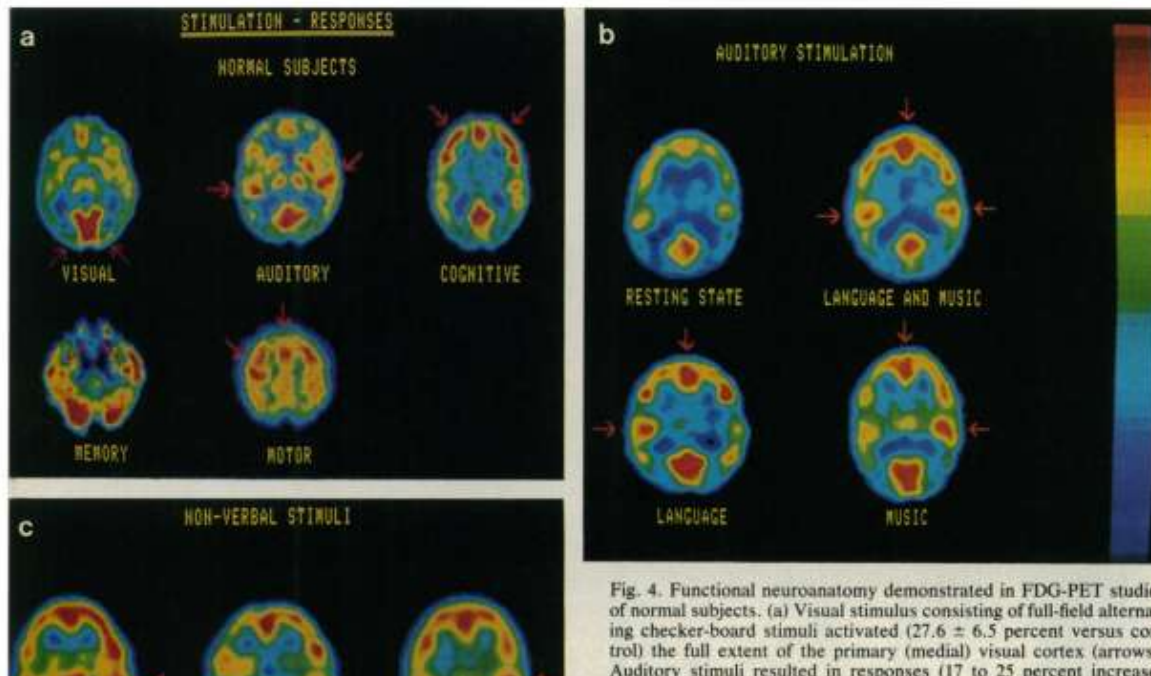 a
STIMULATION - RESPONSES
NORMAL SUBJECTS
VISUAL
AUDITORY
COGNITIVE
MEMORY
MOTOR
b
AUDITORY STIMULATION
RESTING STATE
LANGUAGE AND MUSIC
LANGUAGE
MUSIC
c
NON-VERBAL STIMULI
Fig. 4. Functional neuroanatomy demonstrated in FDG-PET studie
of normal subjects. (a) Visual stimulus consisting of full-field alterna
ing checker-board stimuli activated (27.6 ± 6.5 percent versus con
trol) the full extent of the primary (medial) visual cortex (arrows
Auditory stimuli resulted in responses (17 to 25 percent increase